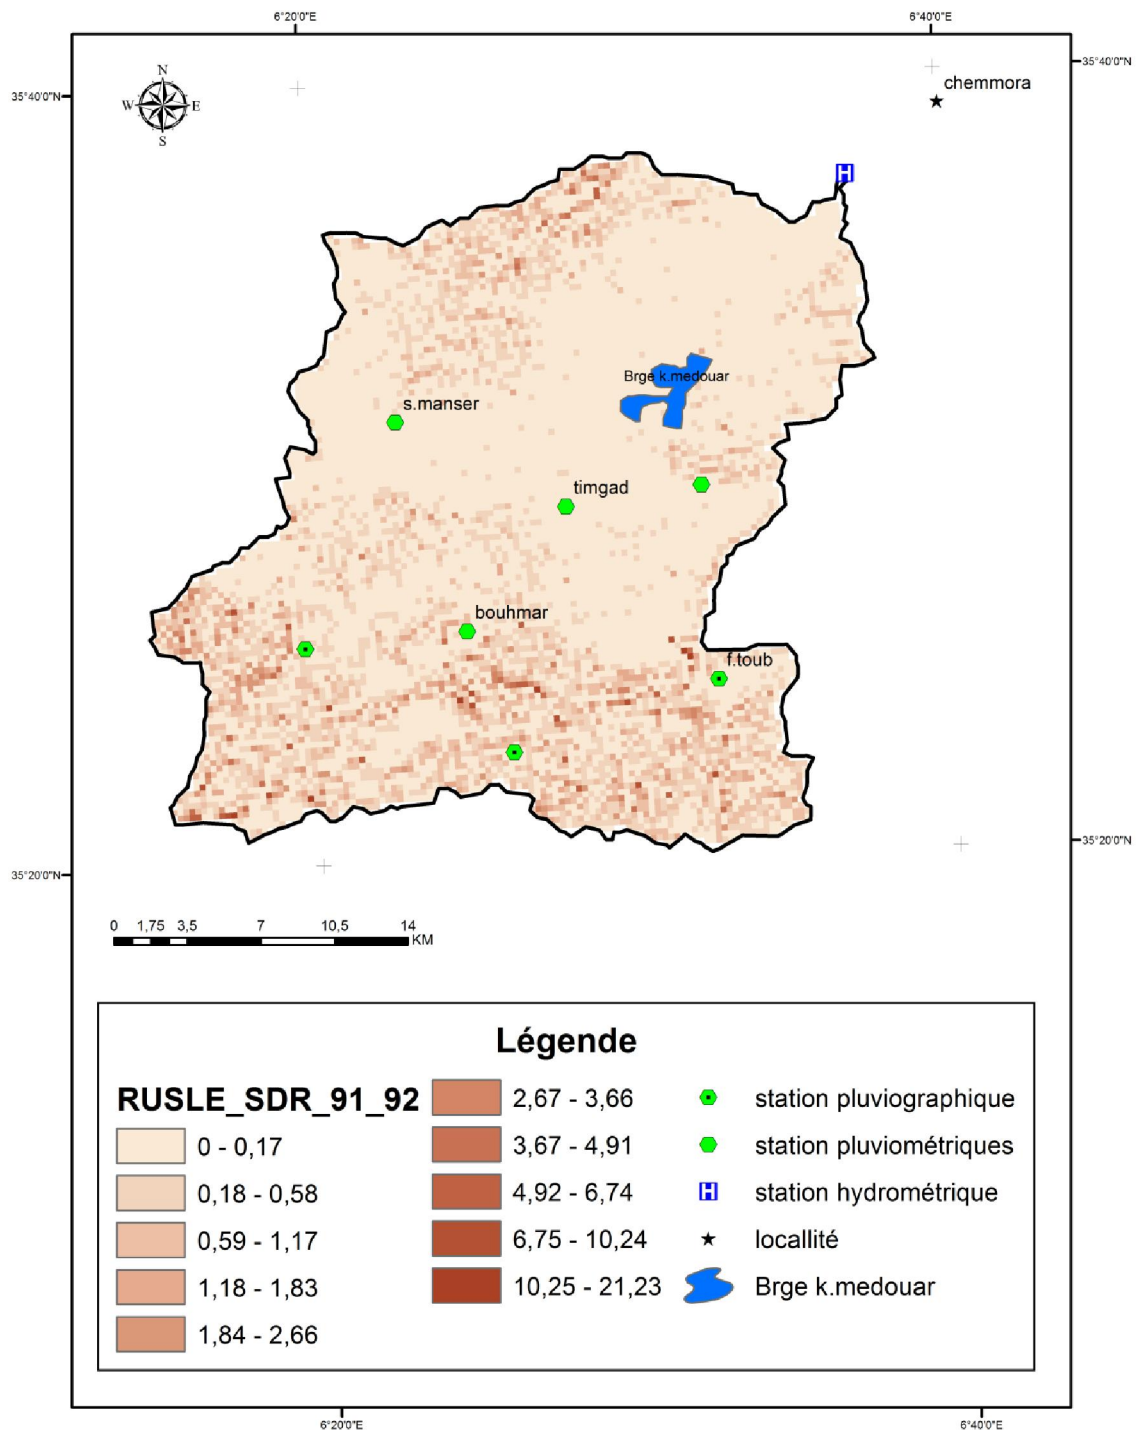 6°20'0"E
6°40'0"E
35°40'0"N
35°40'0"N
N
W
E
S
chemmora
H
Brge k.medouar
s.manser
timgad
bouhmar
f.toub
35°20'0"N
35°20'0"N
0 1,75 3,5 7 10,5 14
KM
Légende
RUSLE_SDR_91_92
0 - 0,17
0,18 - 0,58
0,59 - 1,17
1,18 - 1,83
1,84 - 2,66
2,67 - 3,66
3,67 - 4,91
4,92 - 6,74
6,75 - 10,24
10,25 - 21,23
station pluviographique
station pluviométriques
H station hydrométrique
locallité
Brge k.medouar
6°20'0"E
6°40'0"E